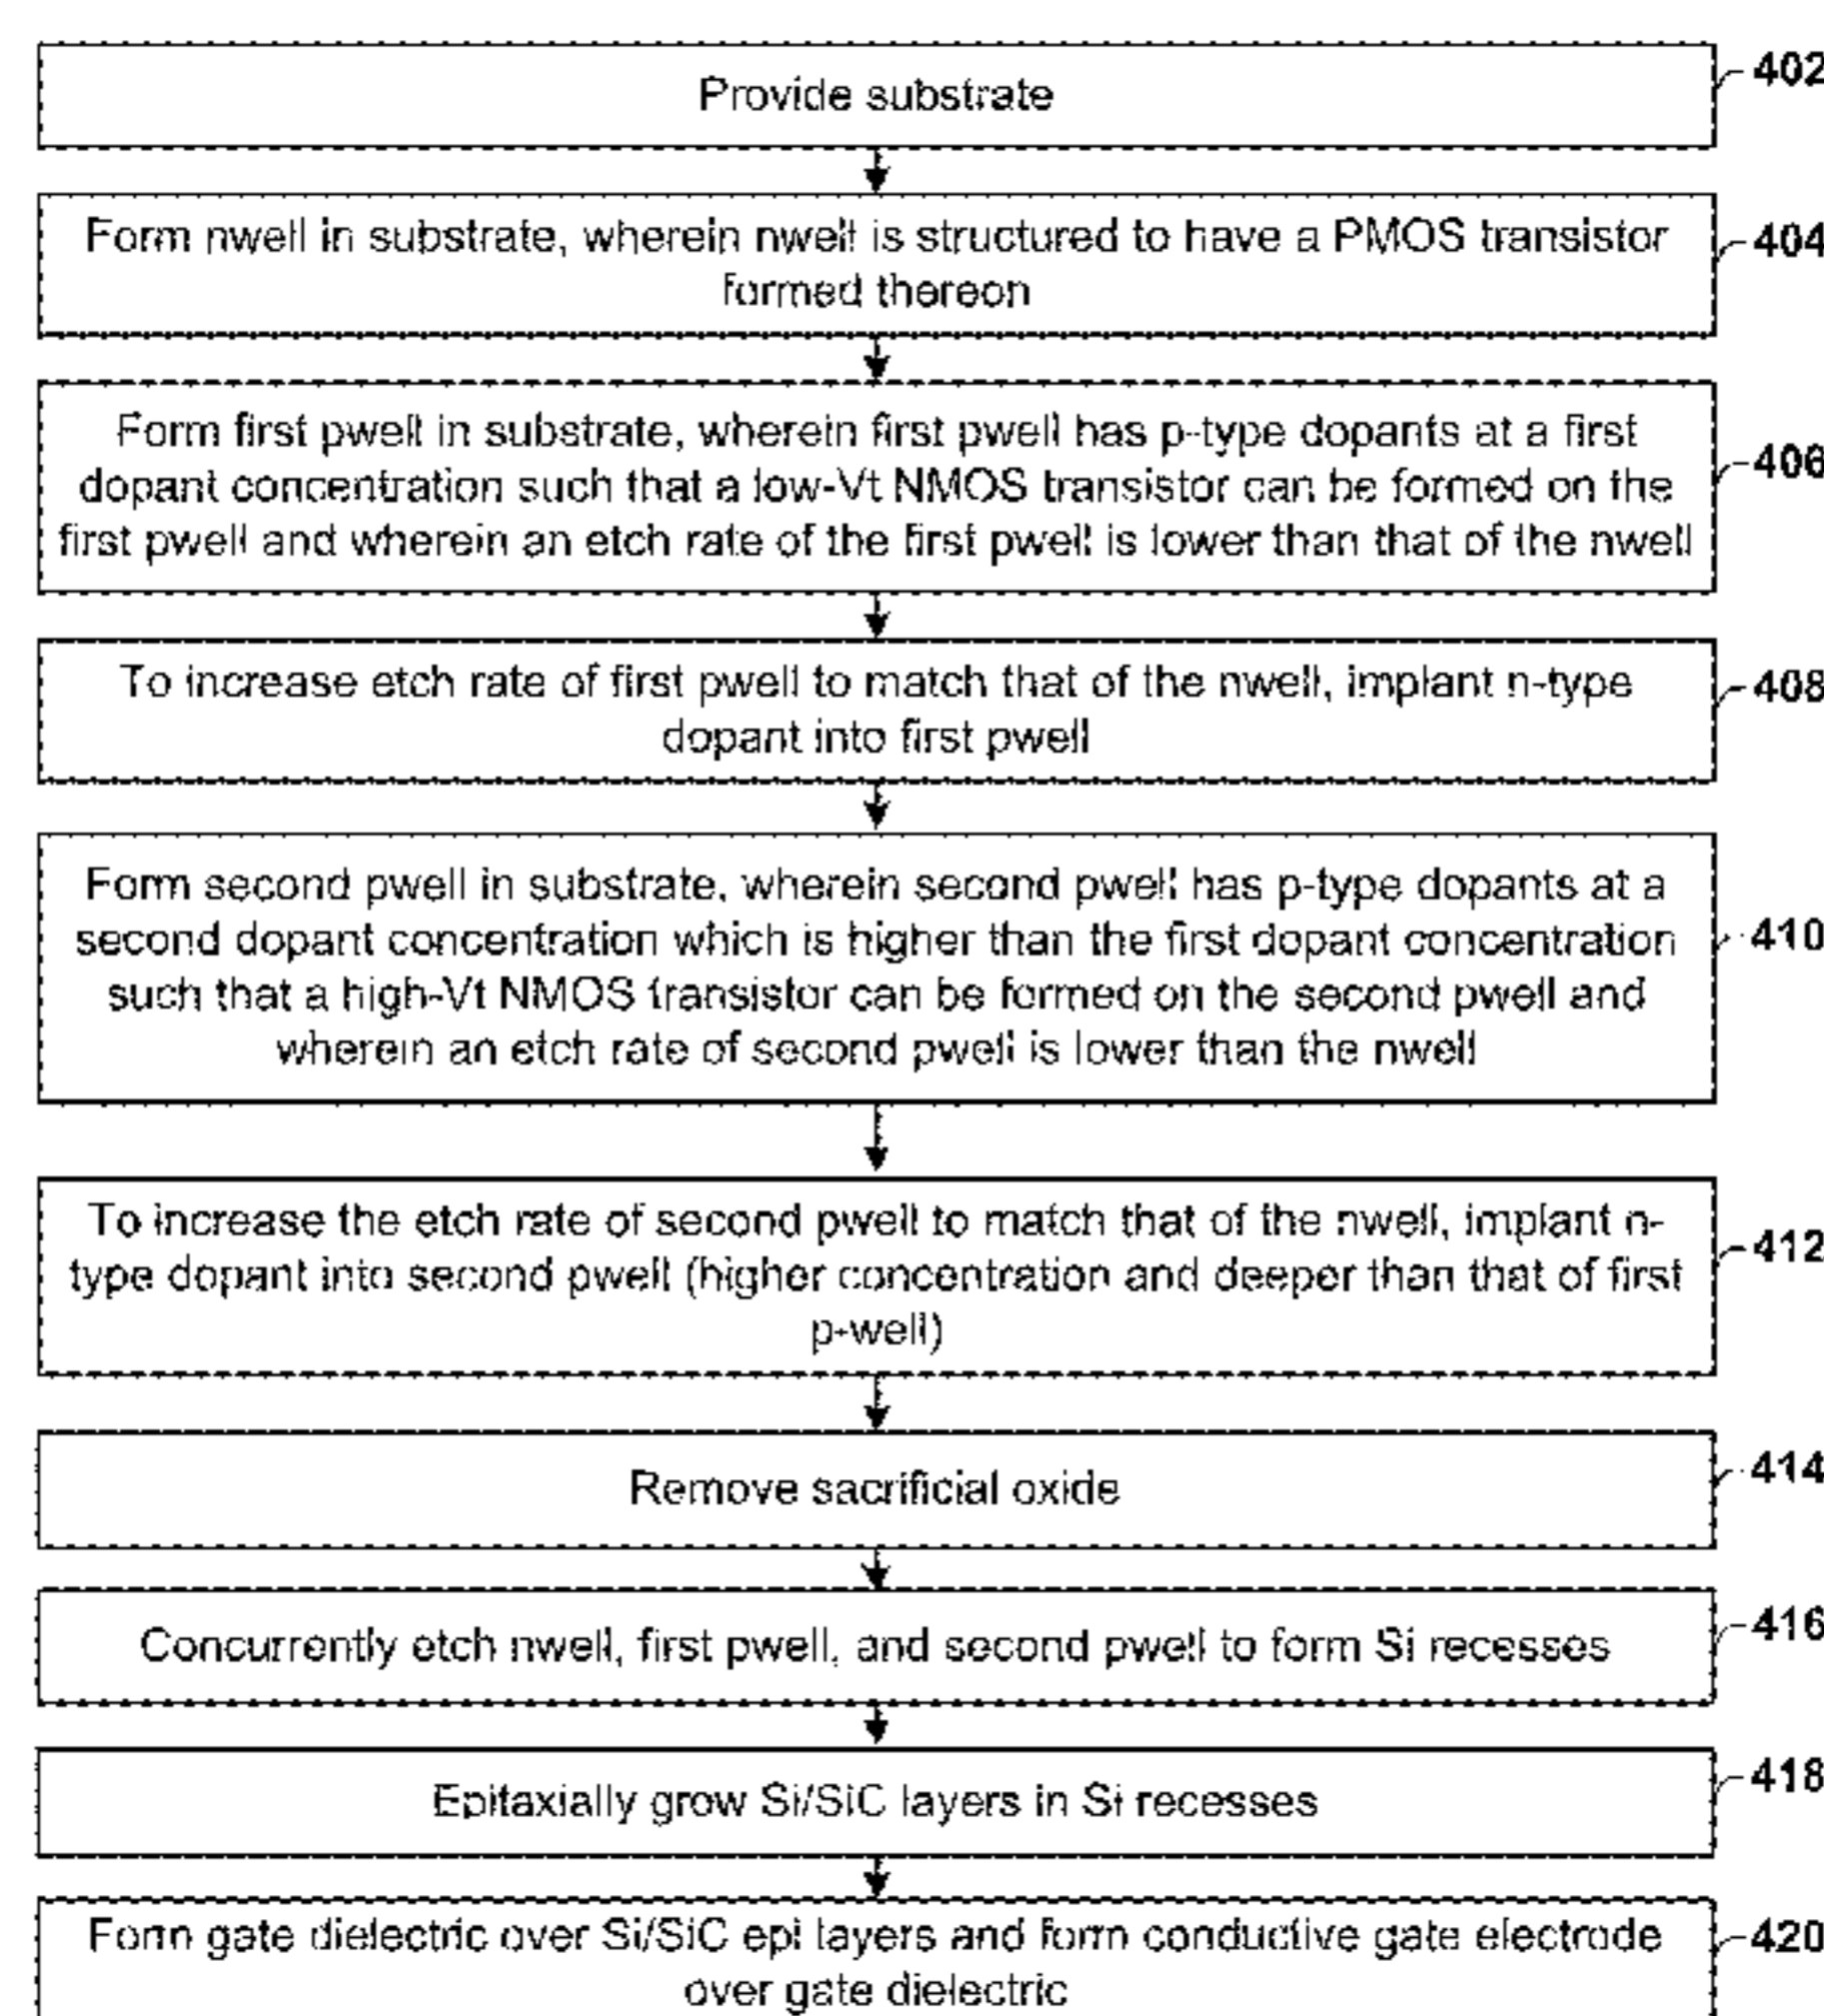 Provide substrate
402
Form nwell in substrate, wherein nwell is structured to have a PMOS transistor
formed thereon
404
Form first pwell in substrate, wherein first pwell has p-type dopants at a first
dopant concentration such that a low-Vt NMOS transistor can be formed on the
first pwell and wherein an etch rate of the first pwell is lower than that of the nwell
406
To increase etch rate of first pwell to match that of the nwell, implant n-type
dopant into first pwell
408
Form second pwell in substrate, wherein second pwell has p-type dopants at a
second dopant concentration which is higher than the first dopant concentration
such that a high-Vt NMOS transistor can be formed on the second pwell and
wherein an etch rate of second pwell is lower than the nwell
410
To increase the etch rate of second pwell to match that of the nwell, implant n-
type dopant into second pwell (higher concentration and deeper than that of first
p-well)
412
Remove sacrificial oxide
414
Concurrently etch nwell, first pwell, and second pwell to form Si recesses
416
Epitaxially grow Si/SiC layers in Si recesses
418
Form gate dielectric over Si/SiC epi layers and form conductive gate electrode
over gate dielectric
420